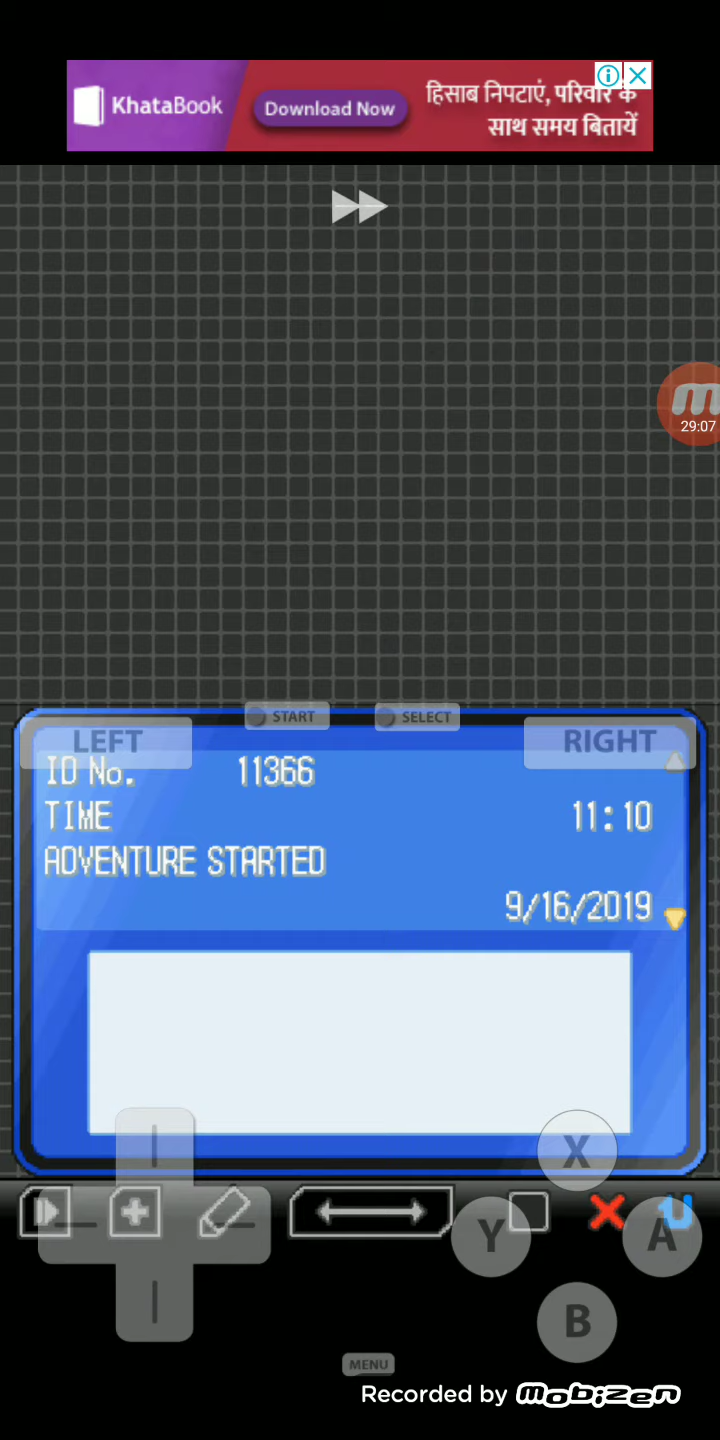 KhataBook
Download Now
हिसाब निपटाएं, परिवार के
साथ समय बितायें
29:07
START
SELECT
LEFT
RIGHT
ID No. 11366
TIME 11:10
ADVENTURE STARTED
9/16/2019
X
Y
A
B
MENU
Recorded by mobizen